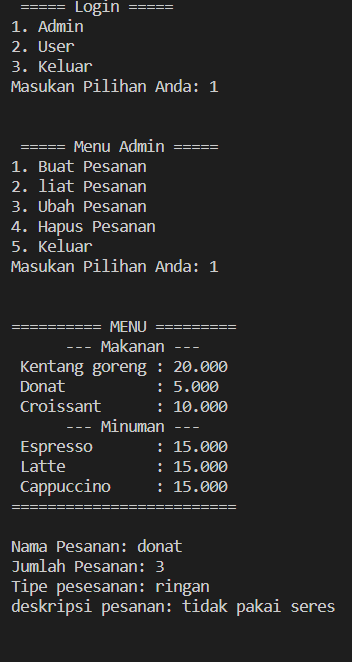 ===== Login =====
1. Admin
2. User
3. Keluar
Masukan Pilihan Anda: 1
===== Menu Admin =====
1. Buat Pesanan
2. liat Pesanan
3. Ubah Pesanan
4. Hapus Pesanan
5. Keluar
Masukan Pilihan Anda: 1
========== MENU =========
--- Makanan ---
Kentang goreng : 20.000
Donat : 5.000
Croissant : 10.000
--- Minuman ---
Espresso : 15.000
Latte : 15.000
Cappuccino : 15.000
=========================
Nama Pesanan: donat
Jumlah Pesanan: 3
Tipe pesesanan: ringan
deskripsi pesanan: tidak pakai seres